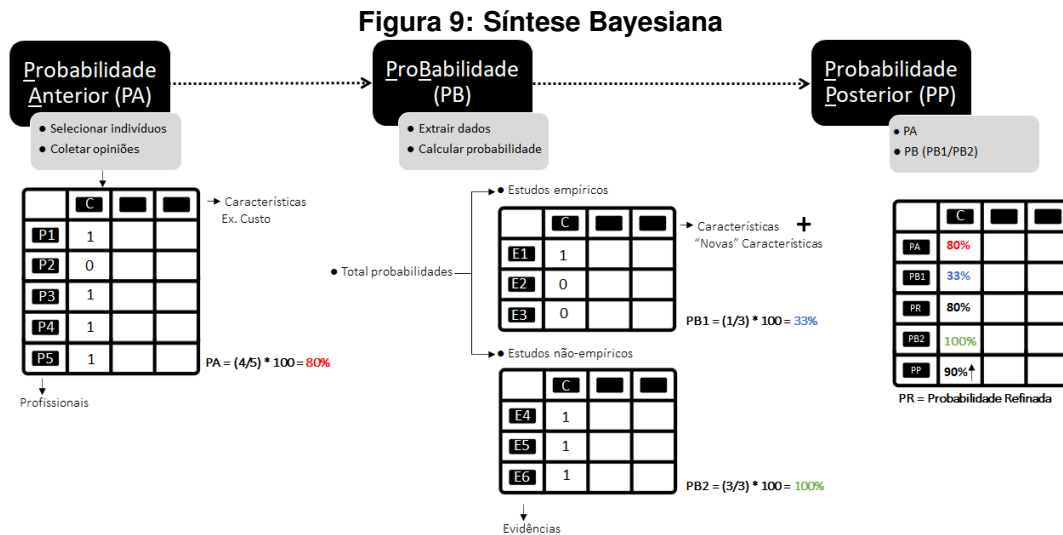 Figura 9: Síntese Bayesiana
Probabilidade
Anterior (PA)
● Selecionar indivíduos
● Coletar opiniões
C
P1 1
P2 0
P3 1
P4 1
P5 1
Características
Ex. Custo
PA = (4/5) * 100 = 80%
Profissionais
ProBabilidade
(PB)
● Extrair dados
● Calcular probabilidade
● Total probabilidades
● Estudos empíricos
C
E1 1
E2 0
E3 0
Características +
"Novas" Características
PB1 = (1/3) * 100 = 33%
● Estudos não-empíricos
C
E4 1
E5 1
E6 1
PB2 = (3/3) * 100 = 100%
Evidências
Probabilidade
Posterior (PP)
● PA
● PB (PB1/PB2)
C
PA 80%
PB1 33%
PR 80%
PB2 100%
PP 90%
PR = Probabilidade Refinada